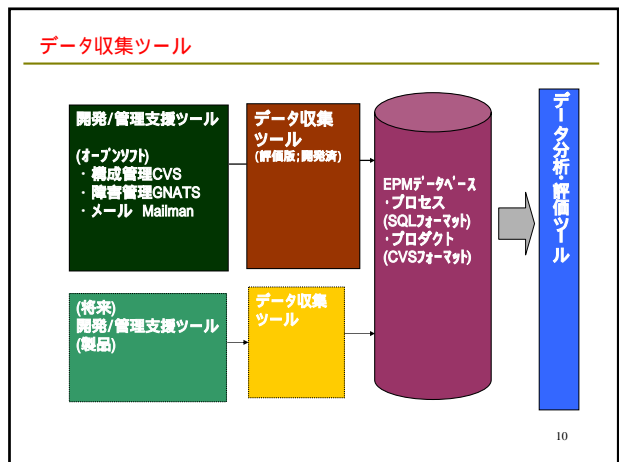 データ収集ツール
開発/管理支援ツール
(オープンソフト)
・構成管理CVS
・障害管理GNATS
・メール Mailman
データ収集
ツール
(評価版;開発済)
EPMデータベース
・プロセス
(SQLフォーマット)
・プロダクト
(CVSフォーマット)
データ分析・評価ツール
(将来)
開発/管理支援ツール
(製品)
データ収集
ツール
10